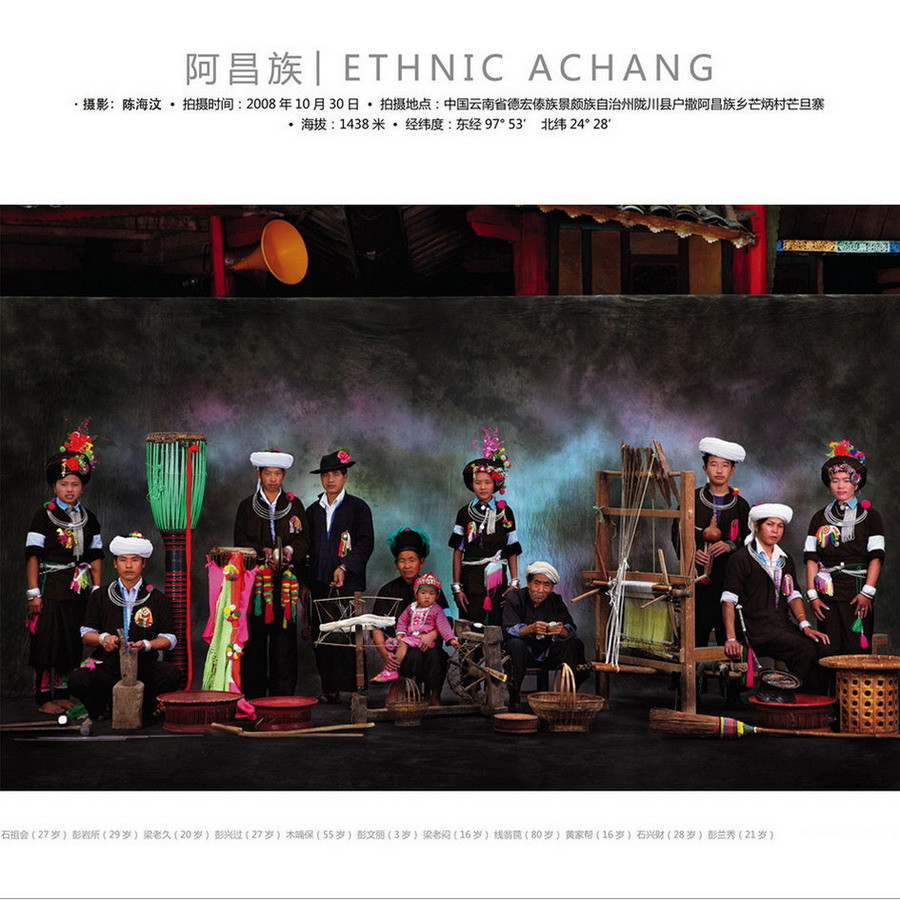 阿昌族 | ETHNIC ACHANG
· 摄影：陈海汶 • 拍摄时间：2008 年 10 月 30 日 • 拍摄地点：中国云南省德宏傣族景颇族自治州陇川县户撒阿昌族乡芒炳村芒旦寨
• 海拔：1438 米 • 经纬度：东经 97° 53′ 北纬 24° 28′
石祖会（27 岁） 彭岩所（29 岁） 梁老久（20 岁） 彭兴过（27 岁） 木喃保（55 岁） 彭文丽（3 岁） 梁老闷（16 岁） 线翁（80 岁） 黄家帮（16 岁） 石兴财（28 岁） 彭兰秀（21 岁）